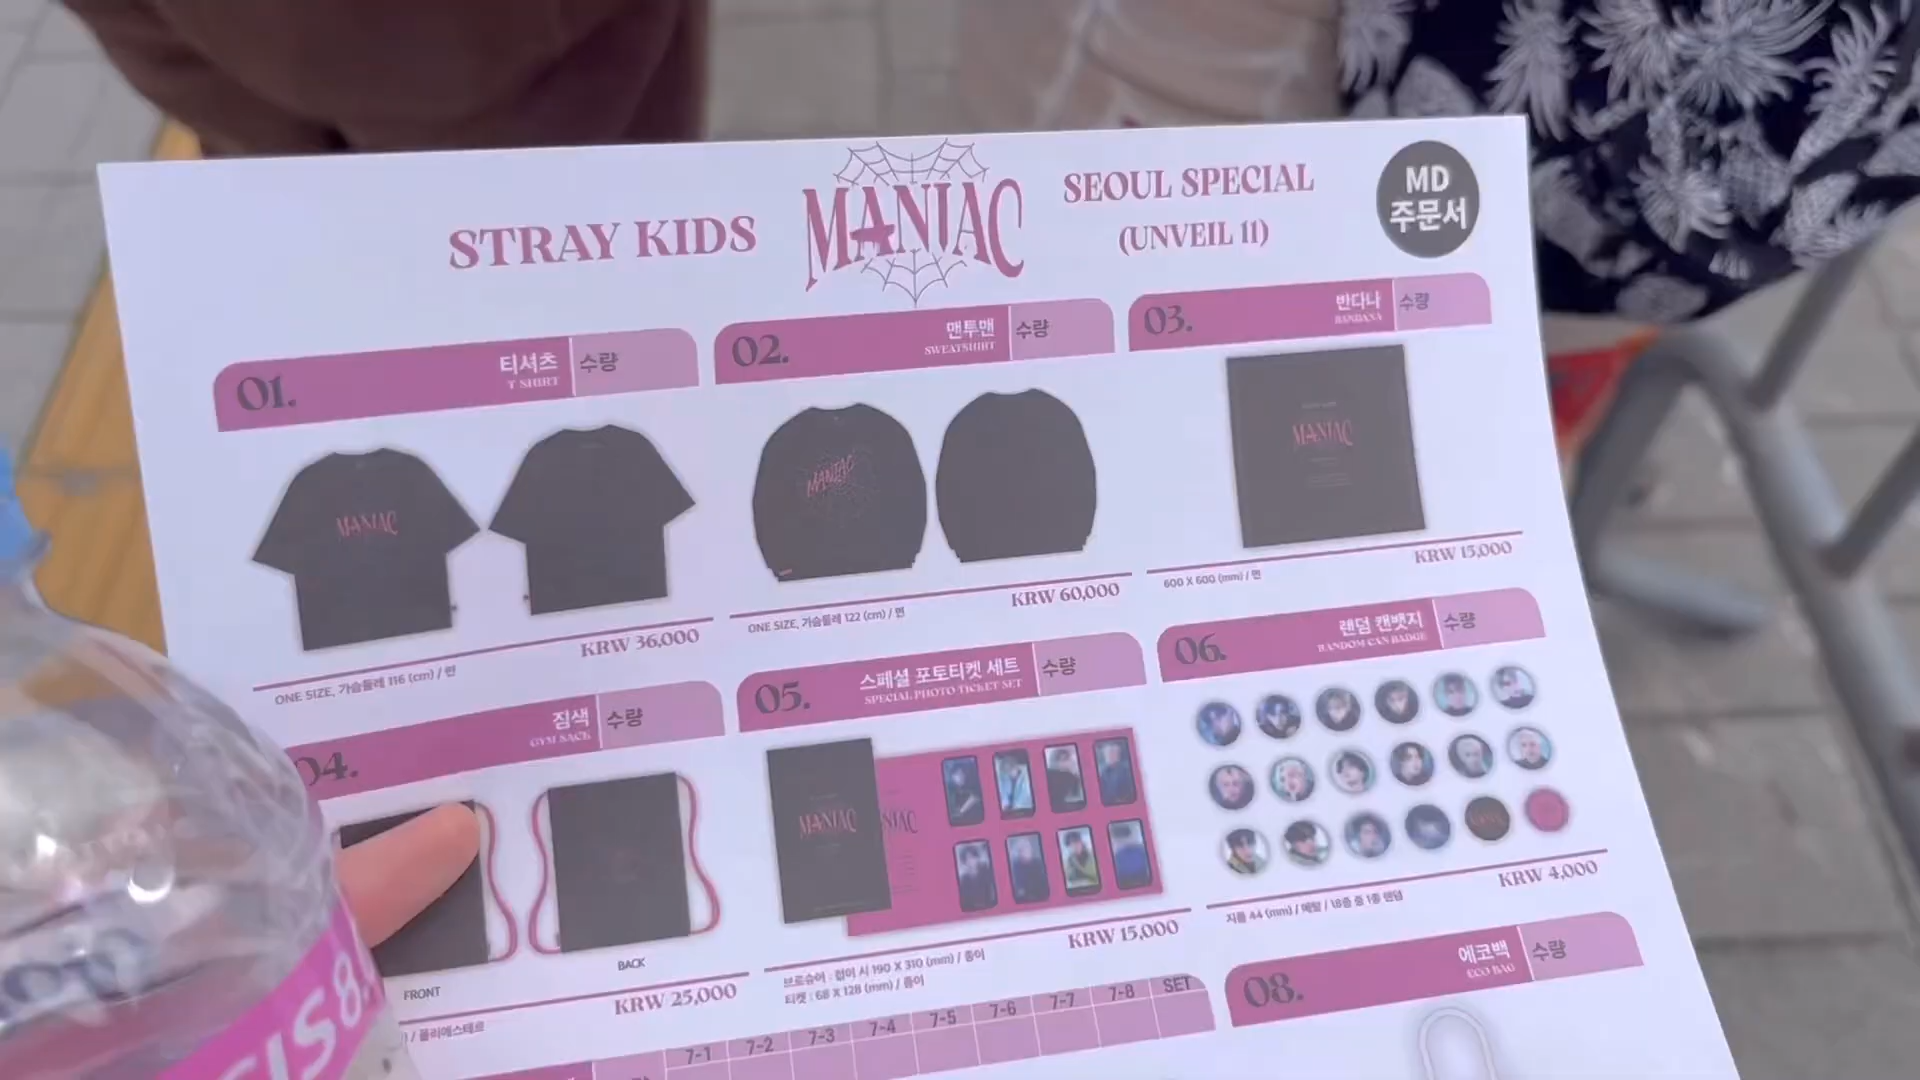 STRAY KIDS
MANIAC
SEOUL SPECIAL
(UNVEIL 11)
MD
주문서
01.
티셔츠
T SHIRT
수량
MANIAC
ONE SIZE, 가슴둘레 116 (cm) / 면
KRW 36,000
02.
맨투맨
SWEATSHIRT
수량
MANIAC
ONE SIZE, 가슴둘레 122 (cm) / 면
KRW 60,000
03.
반다나
BANDANA
수량
MANIAC
600 X 600 (mm) / 면
KRW 15,000
04.
짐색
GYM SACK
수량
FRONT
BACK
/ 폴리에스테르
KRW 25,000
05.
스페셜 포토티켓 세트
SPECIAL PHOTO TICKET SET
수량
MANIAC
NIAC
브로슈어 : 접이 시 190 X 310 (mm) / 종이
티켓 : 68 X 128 (mm) / 종이
KRW 15,000
06.
랜덤 캔뱃지
RANDOM CAN BADGE
수량
지름 44 (mm) / 메탈 / 18종 중 1종 랜덤
KRW 4,000
7-1 7-2 7-3 7-4 7-5 7-6 7-7 7-8 SET
08.
에코백
ECO BAG
수량
IS8.0